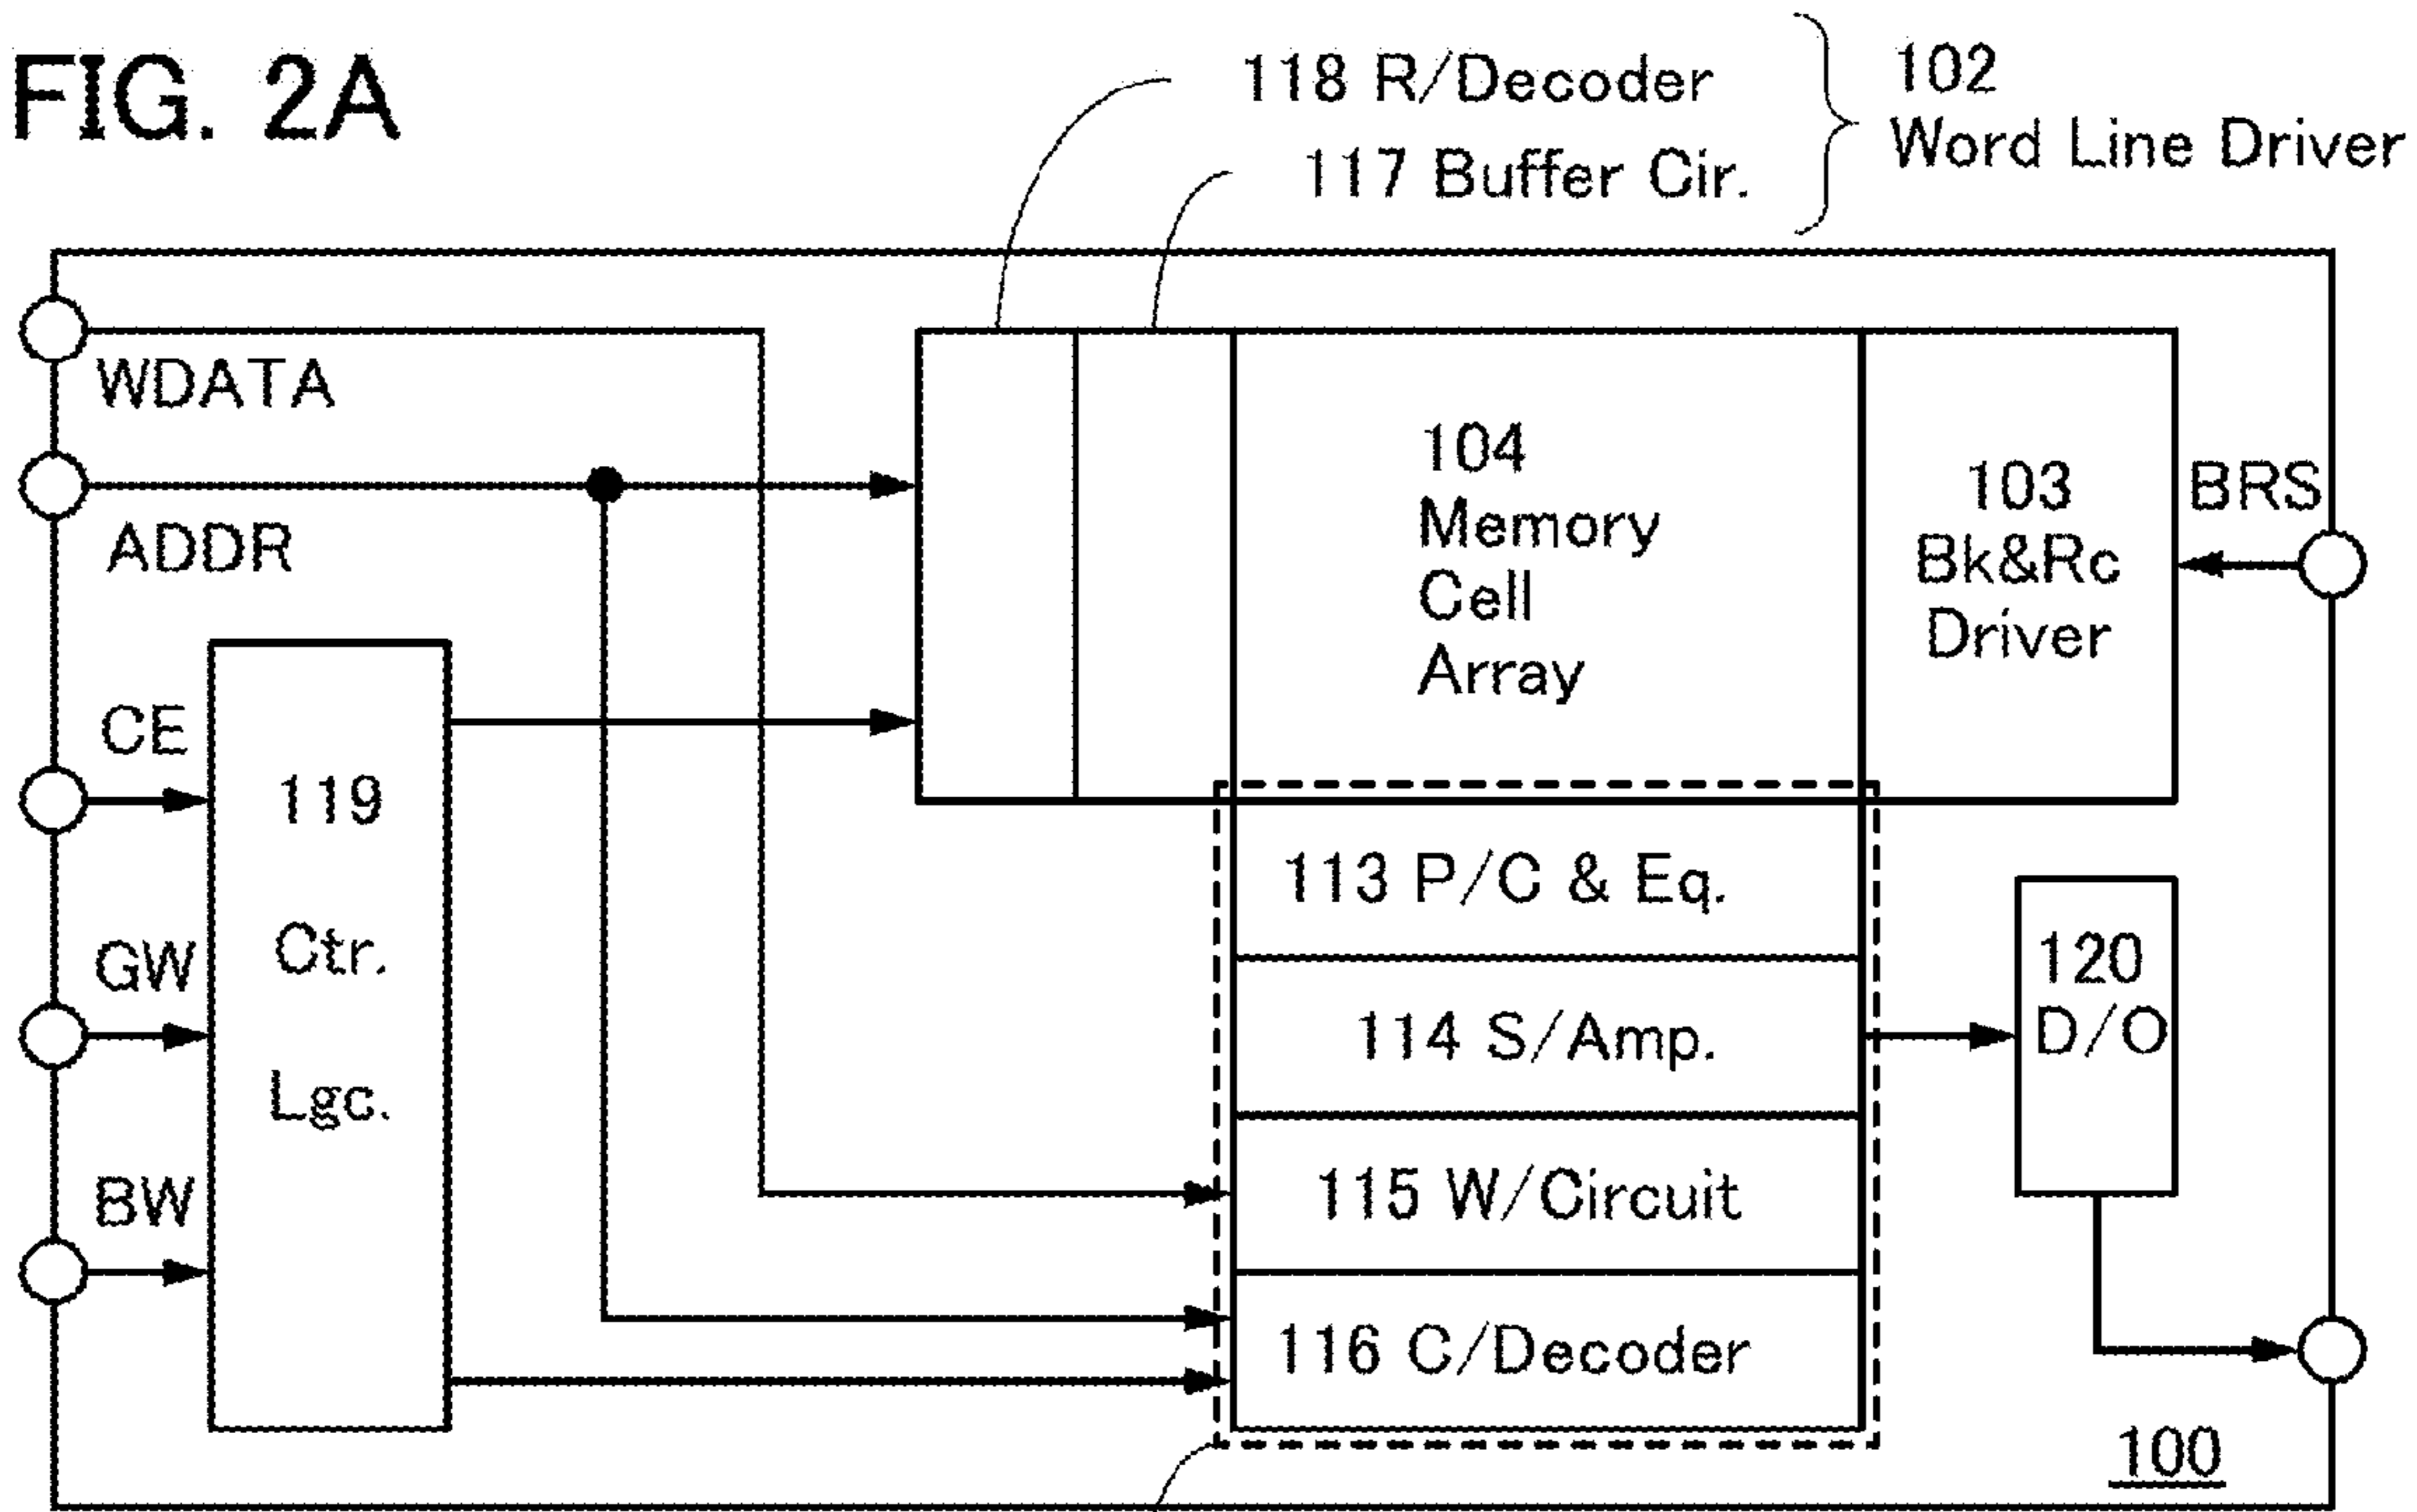 FIG. 2A
118 R/Decoder
117 Buffer Cir.
102
Word Line Driver
WDATA
ADDR
CE
GW
BW
119
Ctr.
Lgc.
104
Memory
Cell
Array
103
Bk&Rc
Driver
BRS
113 P/C & Eq.
114 S/Amp.
115 W/Circuit
116 C/Decoder
120
D/O
100